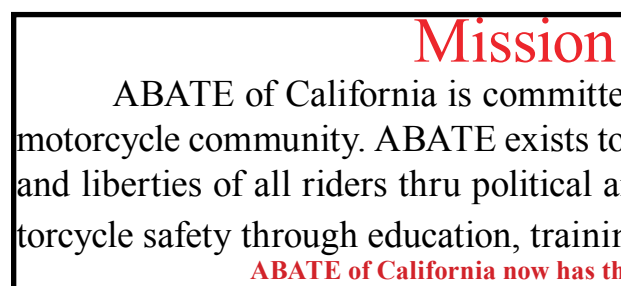 Mission
ABATE of California is committe
motorcycle community. ABATE exists to
and liberties of all riders thru political a
torcycle safety through education, trainin
ABATE of California now has th